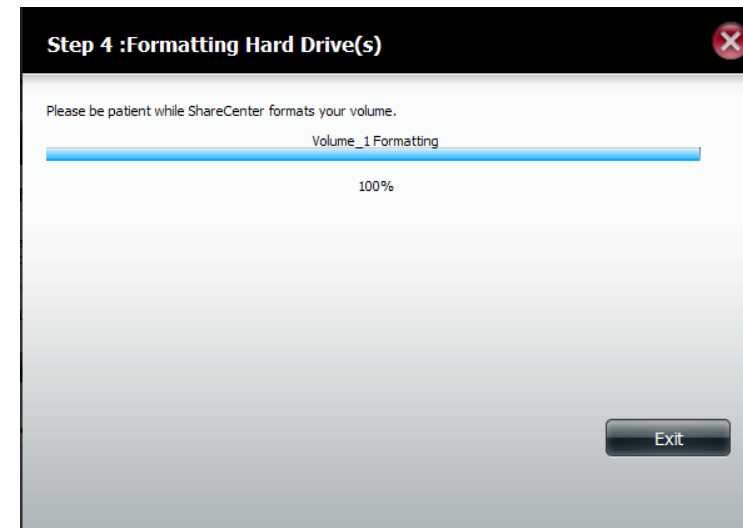 Step 4 :Formatting Hard Drive(s)
Please be patient while ShareCenter formats your volume.
Volume_1 Formatting
100%
Exit